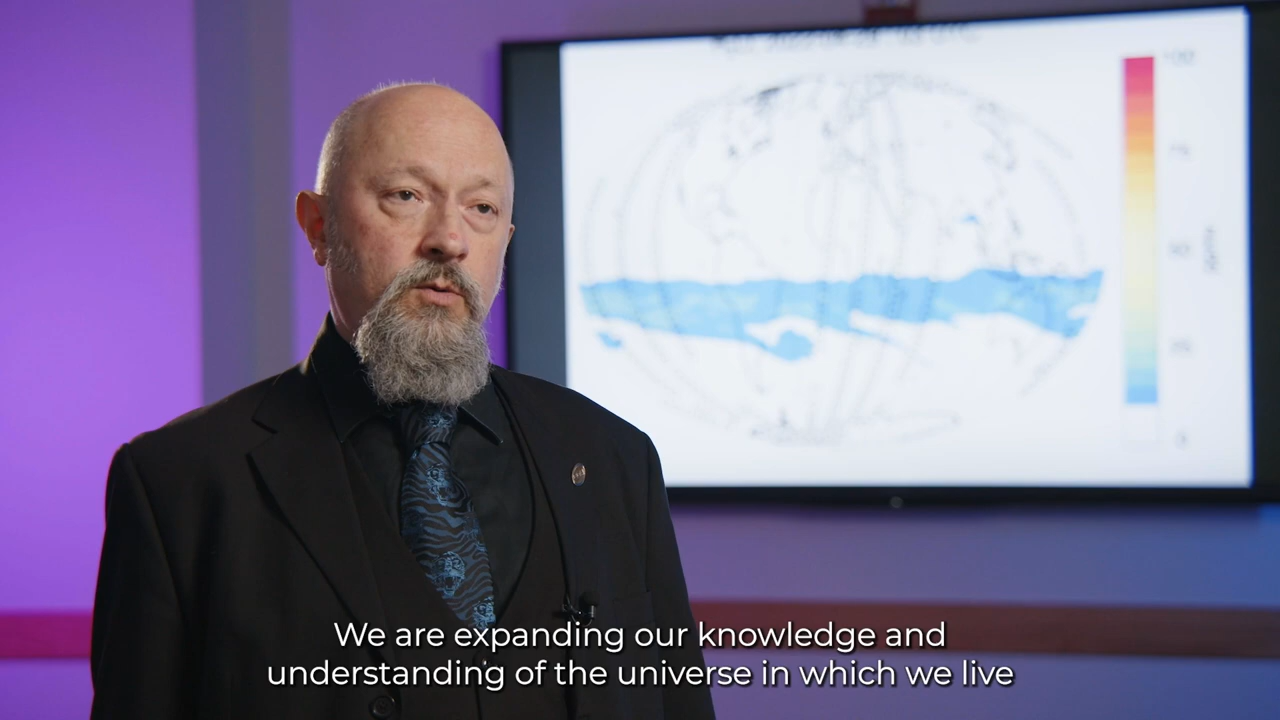 We are expanding our knowledge and
understanding of the universe in which we live